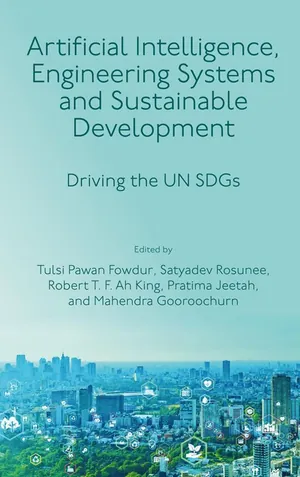 Artificial Intelligence,
Engineering Systems
and Sustainable
Development
Driving the UN SDGs
Edited by
Tulsi Pawan Fowdur, Satyadev Rosunee,
Robert T. F. Ah King, Pratima Jeetah,
and Mahendra Gooroochurn